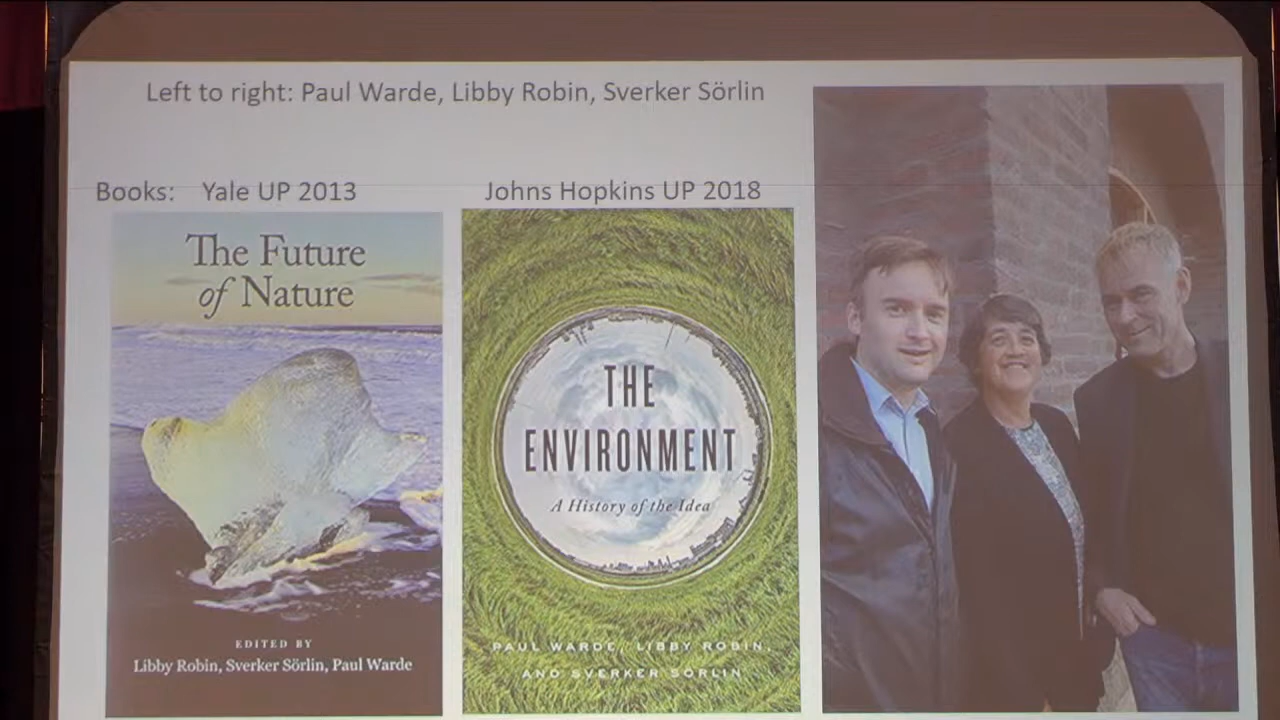 Left to right: Paul Warde, Libby Robin, Sverker Sörlin
Books: Yale UP 2013
Johns Hopkins UP 2018
The Future
of Nature
EDITED BY
Libby Robin, Sverker Sörlin, Paul Warde
THE
ENVIRONMENT
A History of the Idea
PAUL WARDE, LIBBY ROBIN,
AND SVERKER SÖRLIN